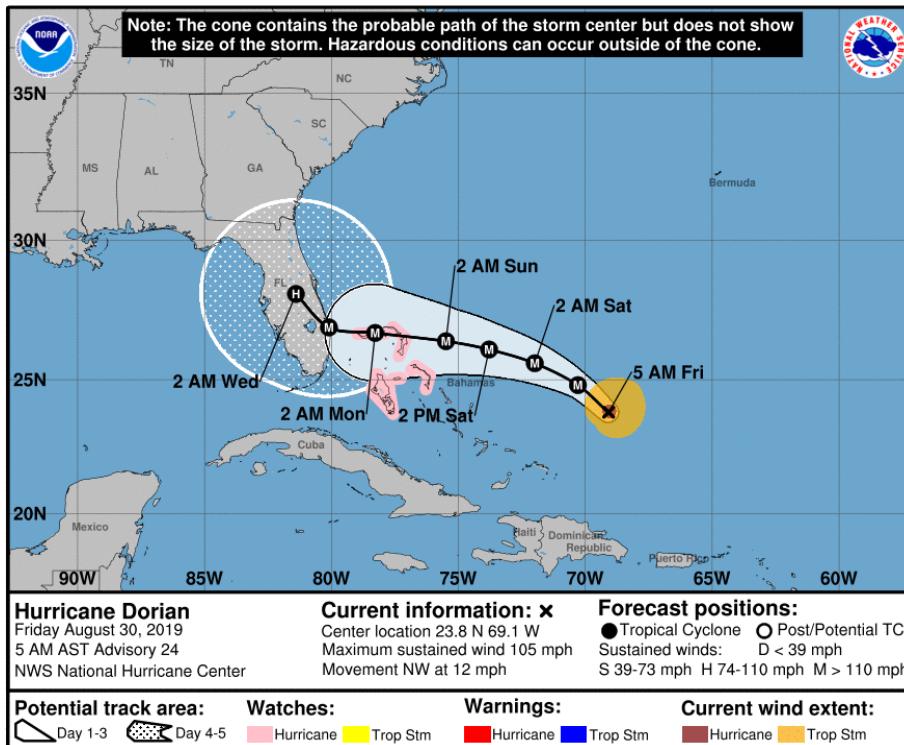 Note: The cone contains the probable path of the storm center but does not show
the size of the storm. Hazardous conditions can occur outside of the cone.
NOAA
NATIONAL WEATHER SERVICE
TN
NC
35N
SC
MS
AL
GA
Bermuda
30N
2 AM Sun
FL
H
2 AM Sat
M
M
M
M
M
M
5 AM Fri
2 AM Wed
25N
Bahamas
2 AM Mon
2 PM Sat
Cuba
20N
Mexico
Haiti
Dominican
Republic
Puerto Rico
90W
85W
80W
75W
70W
65W
60W
Hurricane Dorian
Friday August 30, 2019
5 AM AST Advisory 24
NWS National Hurricane Center
Current information: x
Center location 23.8 N 69.1 W
Maximum sustained wind 105 mph
Movement NW at 12 mph
Forecast positions:
Tropical Cyclone Post/Potential TC
Sustained winds: D < 39 mph
S 39-73 mph H 74-110 mph M > 110 mph
Potential track area:
Day 1-3 Day 4-5
Watches:
Hurricane Trop Stm
Warnings:
Hurricane Trop Stm
Current wind extent:
Hurricane Trop Stm